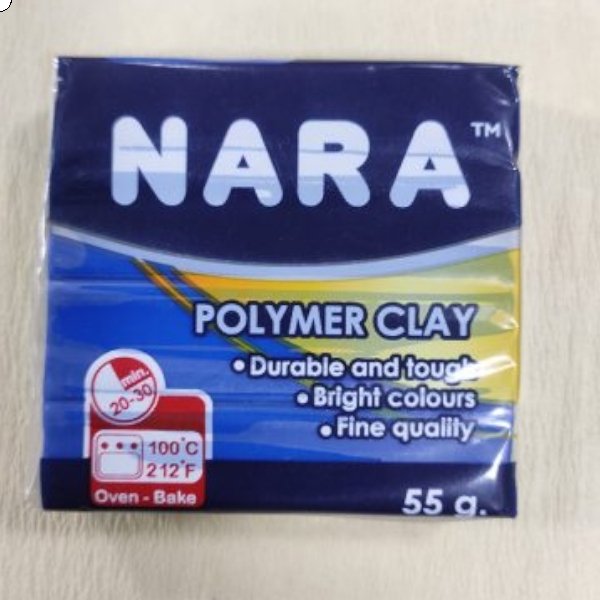 NARA™
POLYMER CLAY
• Durable and tough
• Bright colours
• Fine quality
min.
20-30
100°C
212°F
Oven - Bake
55 g.